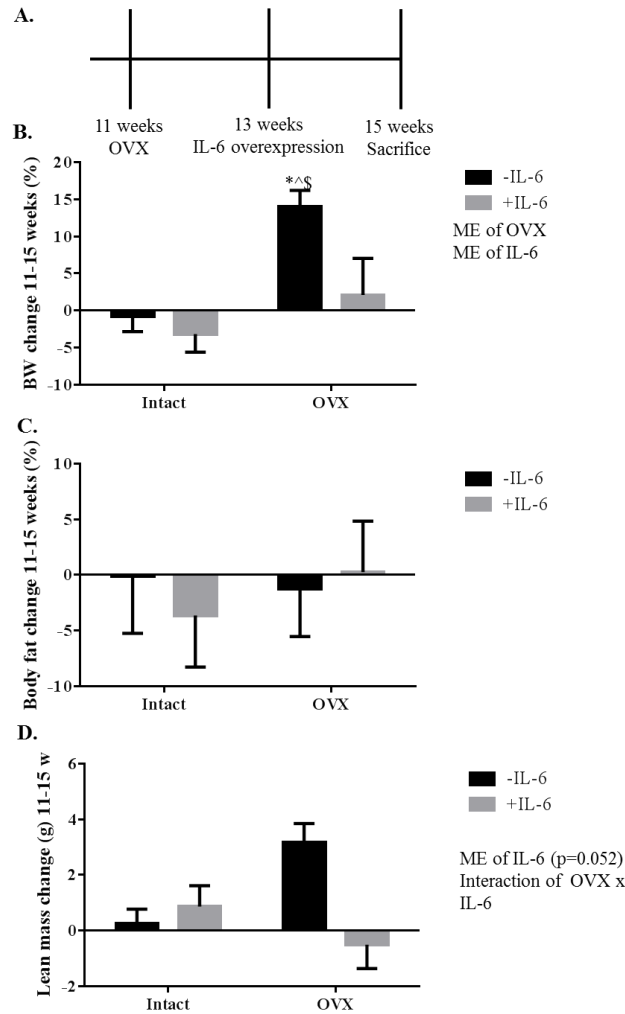 A.
11 weeks
OVX
13 weeks
IL-6 overexpression
15 weeks
Sacrifice
B.
BW change 11-15 weeks (%)
20
15
10
5
0
-5
-10
*^$
Intact
OVX
-IL-6
+IL-6
ME of OVX
ME of IL-6
C.
Body fat change 11-15 weeks (%)
10
5
0
-5
-10
Intact
OVX
-IL-6
+IL-6
D.
Lean mass change (g) 11-15 w
6
4
2
0
-2
Intact
OVX
-IL-6
+IL-6
ME of IL-6 (p=0.052)
Interaction of OVX x
IL-6